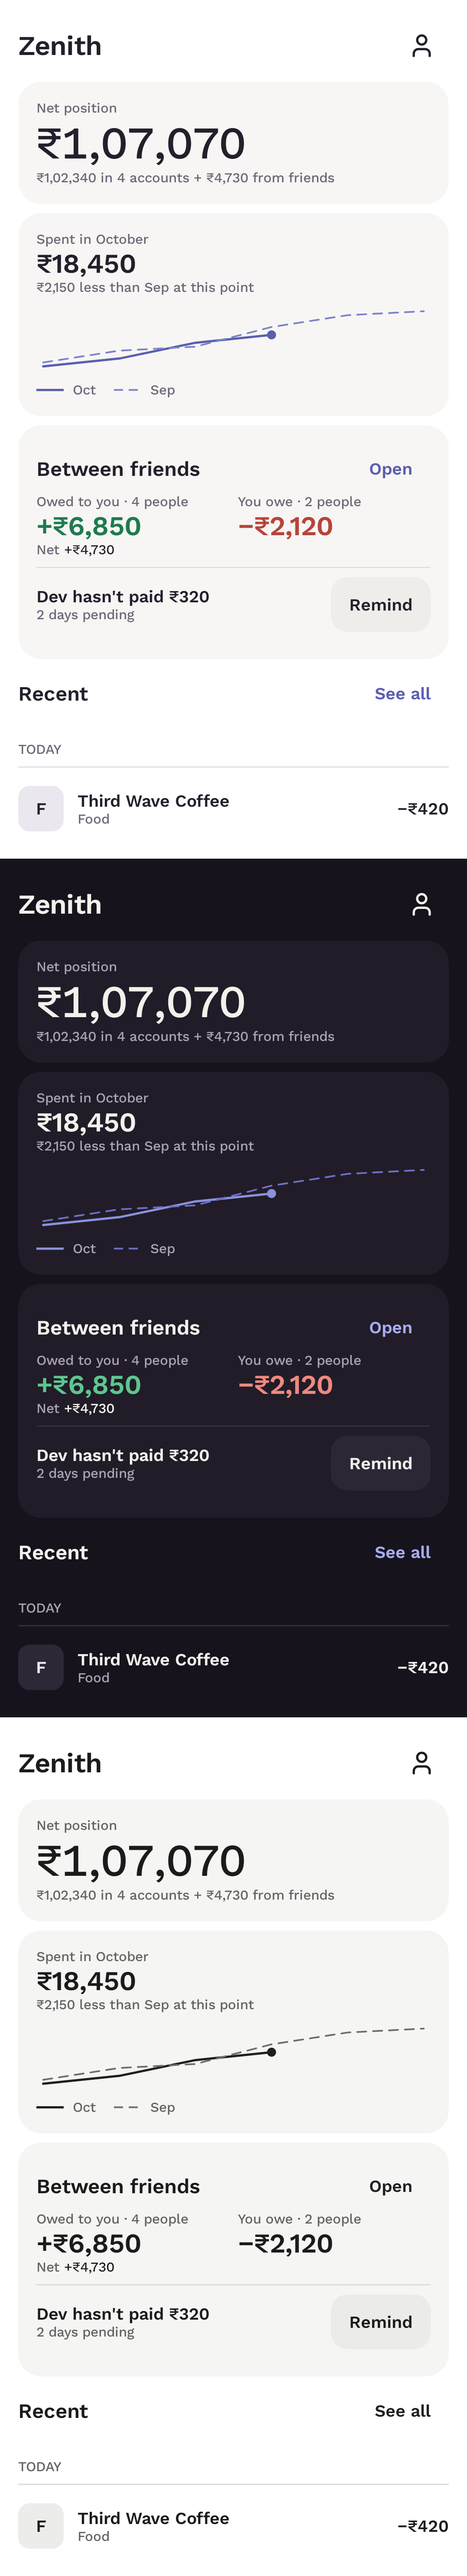 Zenith
Net position
₹1,07,070
₹1,02,340 in 4 accounts + ₹4,730 from friends
Spent in October
₹18,450
₹2,150 less than Sep at this point
Oct Sep
Between friends Open
Owed to you · 4 people You owe · 2 people
+₹6,850 −₹2,120
Net +₹4,730
Dev hasn't paid ₹320
2 days pending
Remind
Recent See all
TODAY
F Third Wave Coffee −₹420
Food
Zenith
Net position
₹1,07,070
₹1,02,340 in 4 accounts + ₹4,730 from friends
Spent in October
₹18,450
₹2,150 less than Sep at this point
Oct Sep
Between friends Open
Owed to you · 4 people You owe · 2 people
+₹6,850 −₹2,120
Net +₹4,730
Dev hasn't paid ₹320
2 days pending
Remind
Recent See all
TODAY
F Third Wave Coffee −₹420
Food
Zenith
Net position
₹1,07,070
₹1,02,340 in 4 accounts + ₹4,730 from friends
Spent in October
₹18,450
₹2,150 less than Sep at this point
Oct Sep
Between friends Open
Owed to you · 4 people You owe · 2 people
+₹6,850 −₹2,120
Net +₹4,730
Dev hasn't paid ₹320
2 days pending
Remind
Recent See all
TODAY
F Third Wave Coffee −₹420
Food